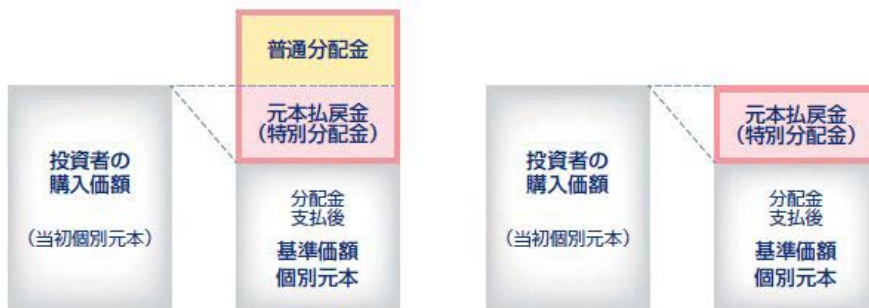 普通分配金
元本払戻金
(特別分配金)
投資者の
購入価額
(当初個別元本)
分配金
支払後
基準価額
個別元本
元本払戻金
(特別分配金)
投資者の
購入価額
(当初個別元本)
分配金
支払後
基準価額
個別元本